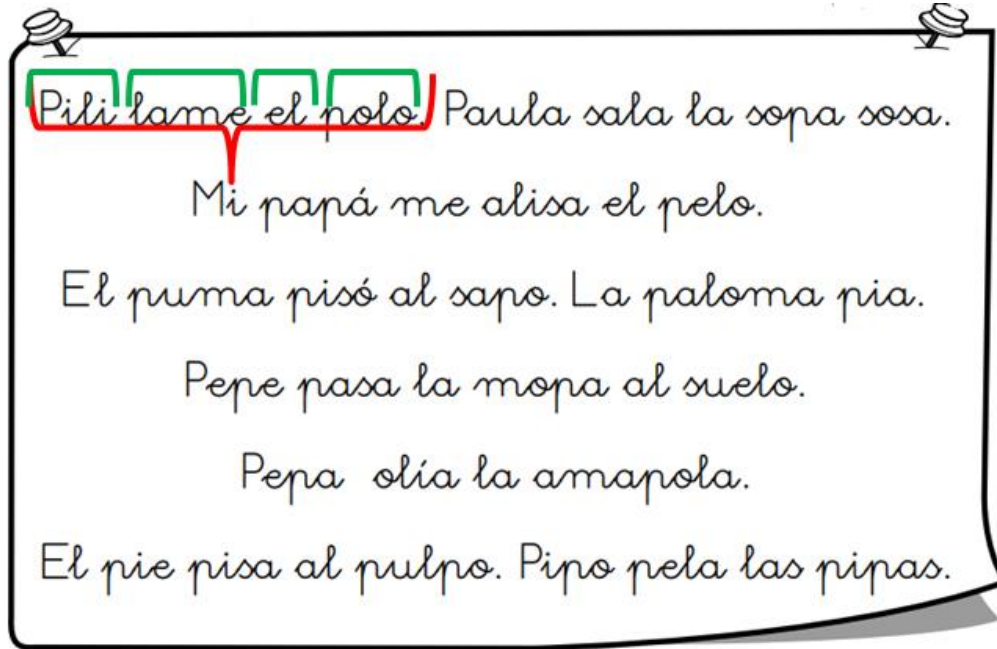 Pili lame el polo. Paula sala la sopa sosa.
Mi papá me alisa el pelo.
El puma pisó al sapo. La paloma pia.
Pepe pasa la mopa al suelo.
Pepa olía la amapola.
El pie pisa al pulpo. Pipo pela las pipas.